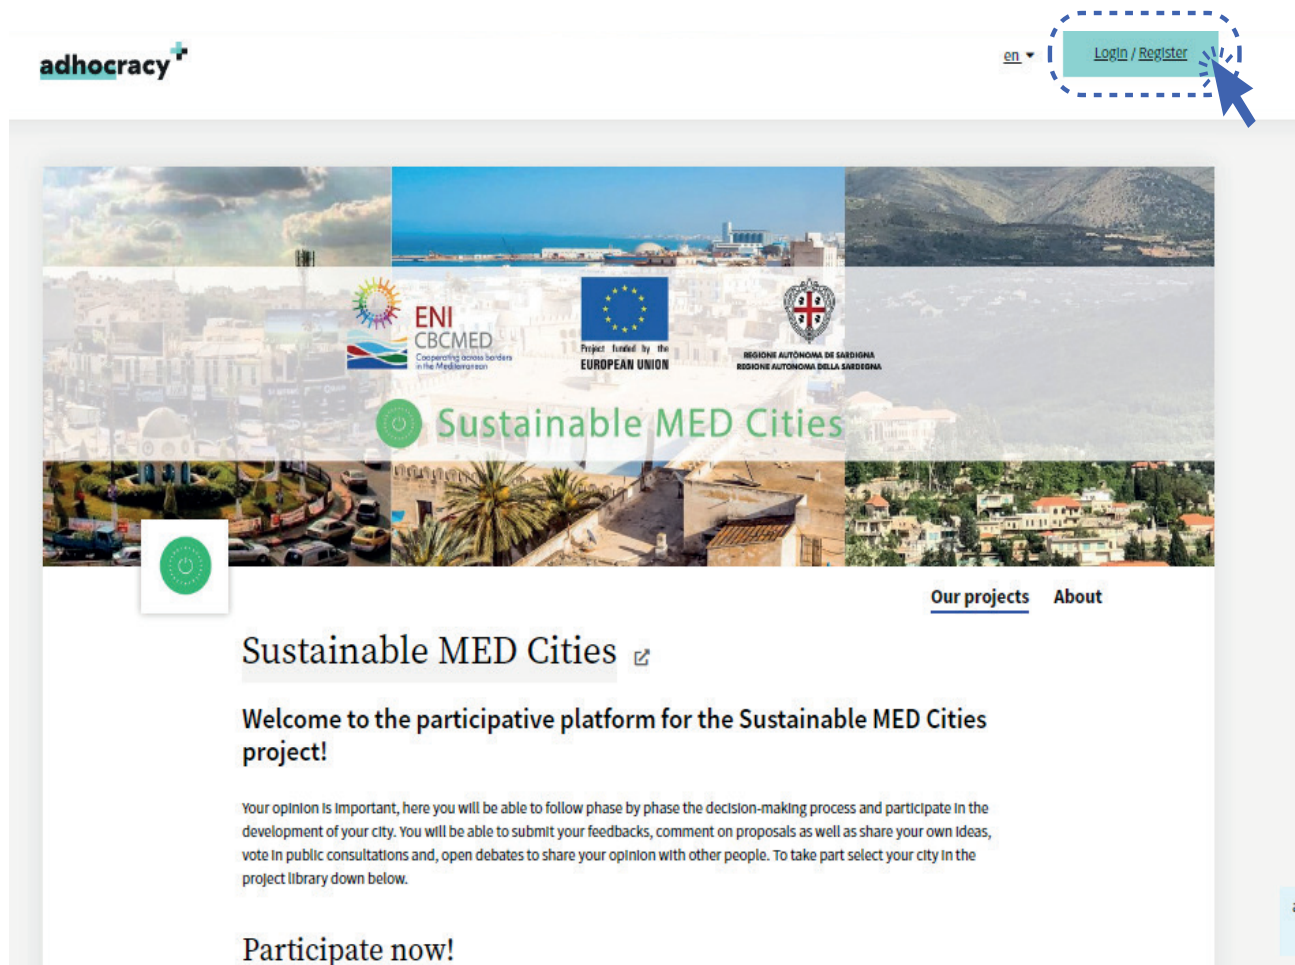 adhocracy+
en
Login / Register
ENI
CBCMED
Cooperating across borders
in the Mediterranean
Project funded by the
EUROPEAN UNION
REGIONE AUTÒNOMA DE SARDIGNA
REGIONE AUTONOMA DELLA SARDEGNA
Sustainable MED Cities
Our projects About
Sustainable MED Cities
Welcome to the participative platform for the Sustainable MED Cities
project!
Your opinion is important, here you will be able to follow phase by phase the decision-making process and participate in the
development of your city. You will be able to submit your feedbacks, comment on proposals as well as share your own ideas,
vote in public consultations and, open debates to share your opinion with other people. To take part select your city in the
project library down below.
Participate now!